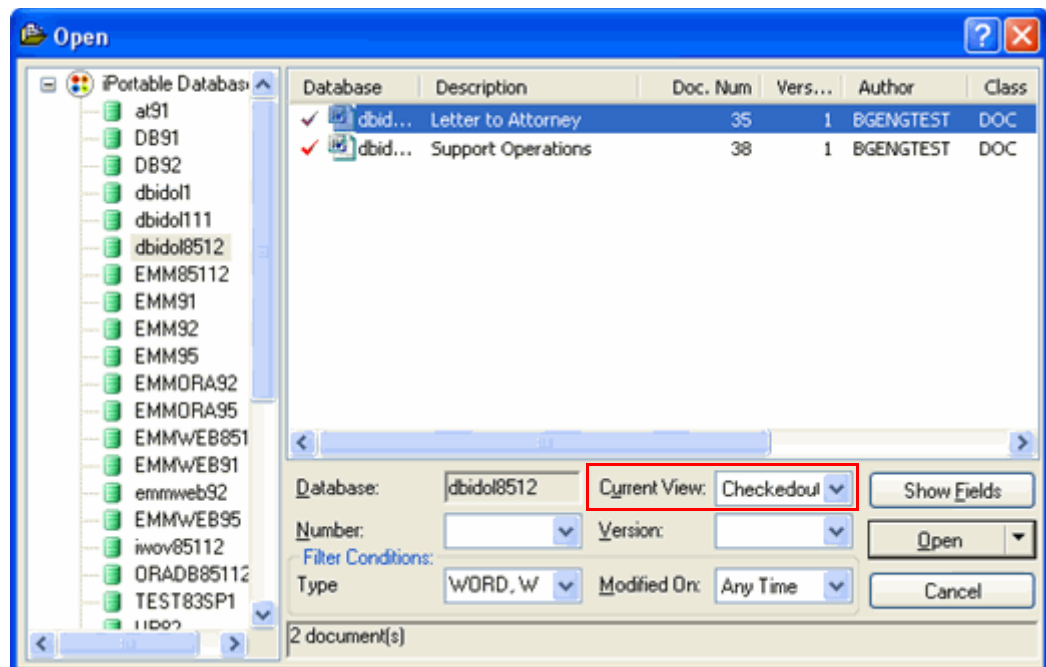 Open
iPortable Databas
at91
DB91
DB92
dbidol1
dbidol111
dbidol8512
EMM85112
EMM91
EMM92
EMM95
EMMORA92
EMMORA95
EMMWEB851
EMMWEB91
emmweb92
EMMWEB95
iwov85112
ORADB85112
TEST83SP1
Database Description Doc. Num Vers... Author Class
dbid... Letter to Attorney 35 1 BGENGTEST DOC
dbid... Support Operations 38 1 BGENGTEST DOC
Database: dbidol8512 Current View: Checkedout Show Fields
Number: Version: Open
Filter Conditions:
Type WORD, W Modified On: Any Time Cancel
2 document(s)